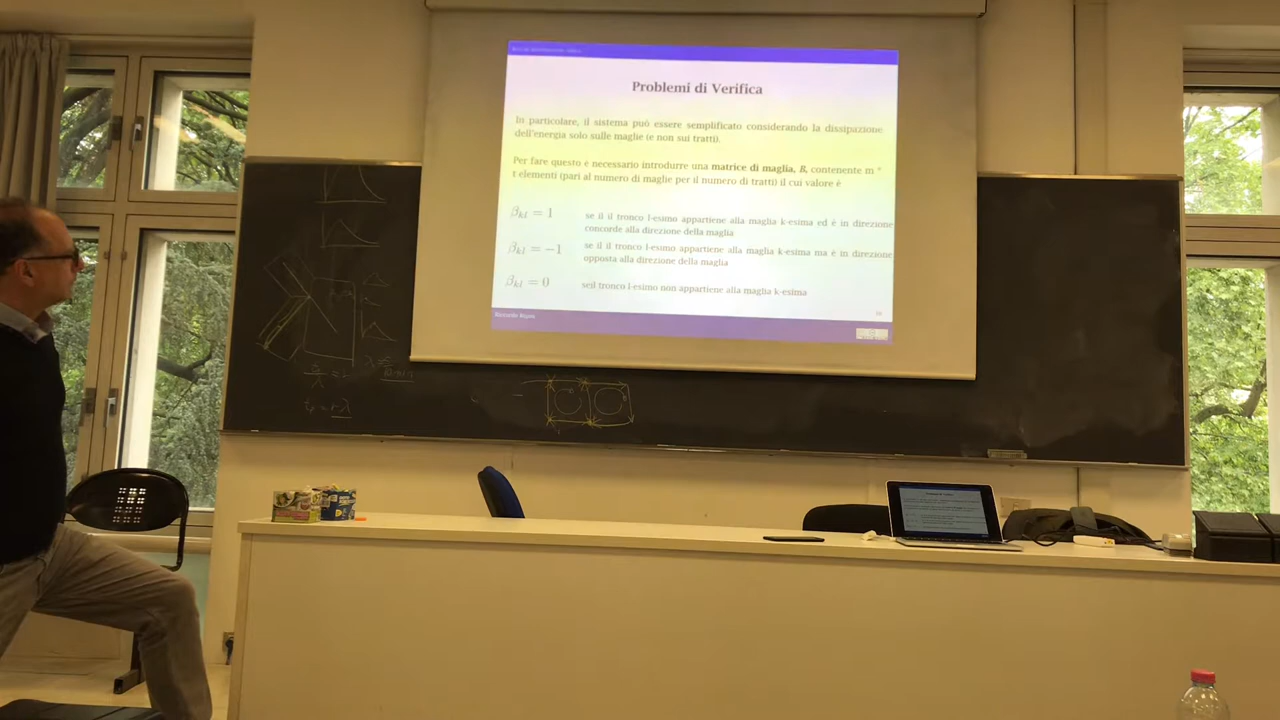 Problemi di Verifica
In particolare, il sistema può essere semplificato considerando la dissipazione
dell'energia solo sulle maglie (e non sui tratti).
Per fare questo è necessario introdurre una matrice di maglia, B, contenente m *
t elementi (pari al numero di maglie per il numero di tratti) il cui valore è
βkl = 1
se il il tronco l-esimo appartiene alla maglia k-esima ed è in direzione
concorde alla direzione della maglia
βkl = −1
se il il tronco l-esimo appartiene alla maglia k-esima ma è in direzione
opposta alla direzione della maglia
βkl = 0
seil tronco l-esimo non appartiene alla maglia k-esima